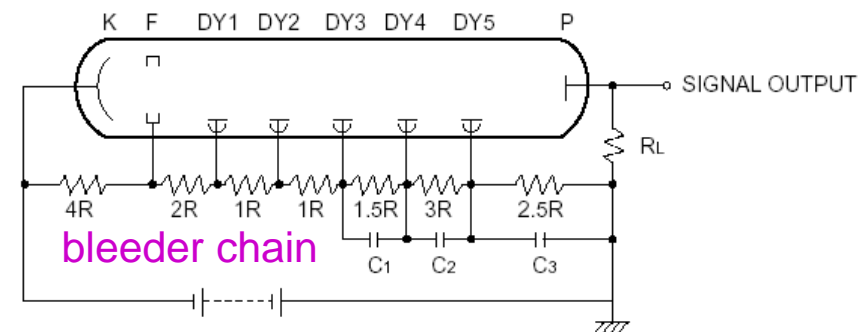 K F DY1 DY2 DY3 DY4 DY5 P
SIGNAL OUTPUT
RL
4R 2R 1R 1R 1.5R 3R 2.5R
bleeder chain
C1 C2 C3